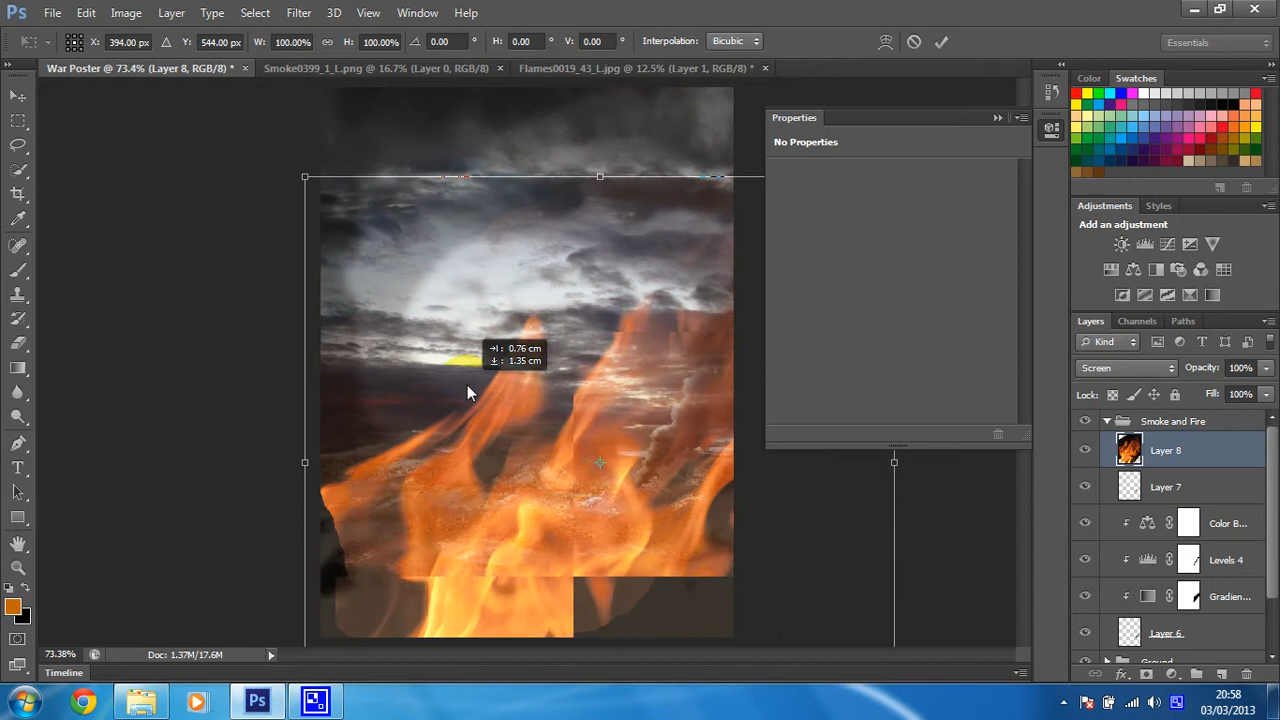 Ps File Edit Image Layer Type Select Filter 3D View Window Help
X: 394.00 px Y: 544.00 px W: 100.00% H: 100.00% 0.00 ° H: 0.00 ° V: 0.00 ° Interpolation: Bicubic Essentials
War Poster @ 73.4% (Layer 8, RGB/8) * × Smoke0399_1_L.png @ 16.7% (Layer 0, RGB/8) × Flames0019_43_L.jpg @ 12.5% (Layer 1, RGB/8) * ×
Color Swatches
Properties
No Properties
Adjustments Styles
Add an adjustment
Layers Channels Paths
Kind
0.76 cm
1.35 cm
Screen Opacity: 100%
Lock: Fill: 100%
Smoke and Fire
Layer 8
Layer 7
Color B...
Levels 4
Gradien...
Layer 6
Ground
73.38% Doc: 1.37M/17.6M
Timeline
Ps
20:58
03/03/2013